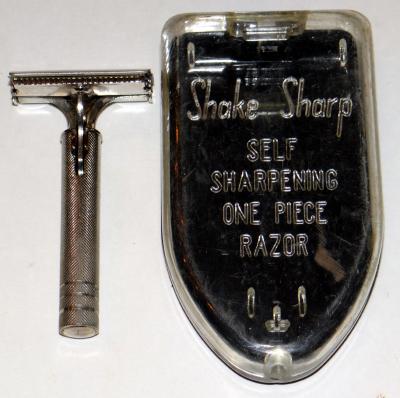 Shake Sharp
SELF
SHARPENING
ONE PIECE
RAZOR